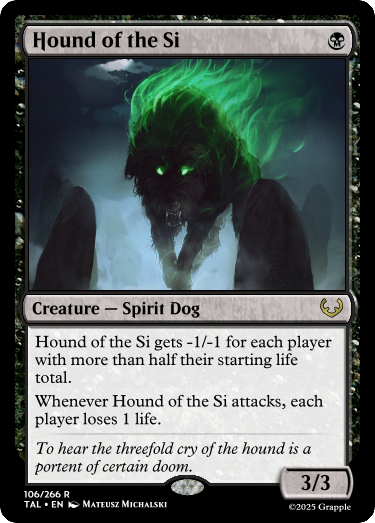 Hound of the Si
Creature — Spirit Dog
Hound of the Si gets -1/-1 for each player
with more than half their starting life
total.
Whenever Hound of the Si attacks, each
player loses 1 life.
To hear the threefold cry of the hound is a
portent of certain doom.
3/3
106/266 R
TAL • EN Mateusz Michalski
©2025 Grapple